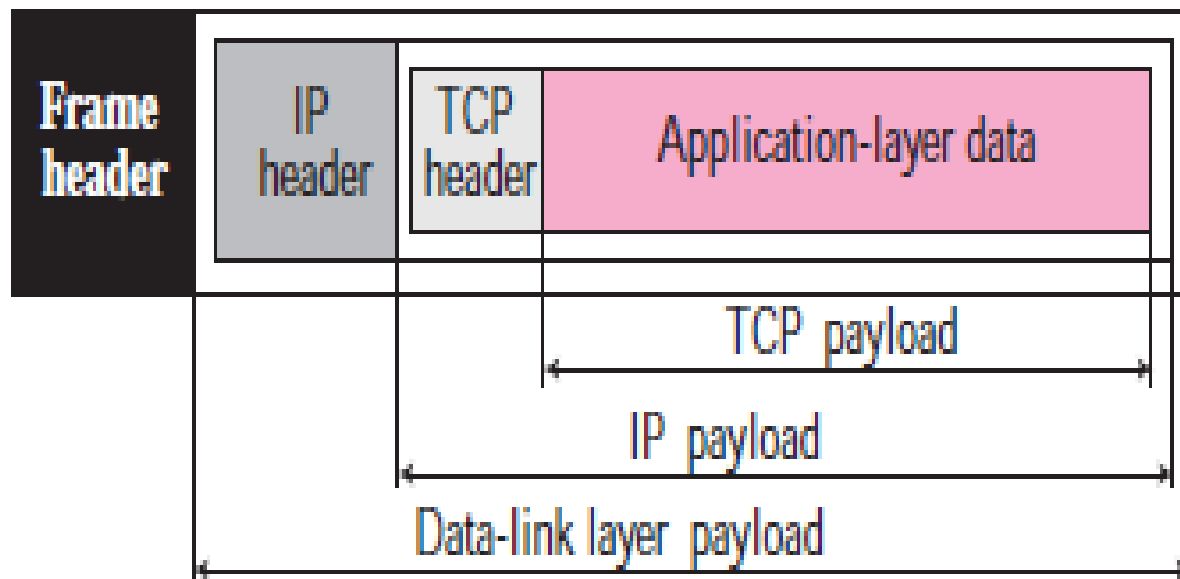 Frame
header
IP
header
TCP
header
Application-layer data
TCP payload
IP payload
Data-link layer payload